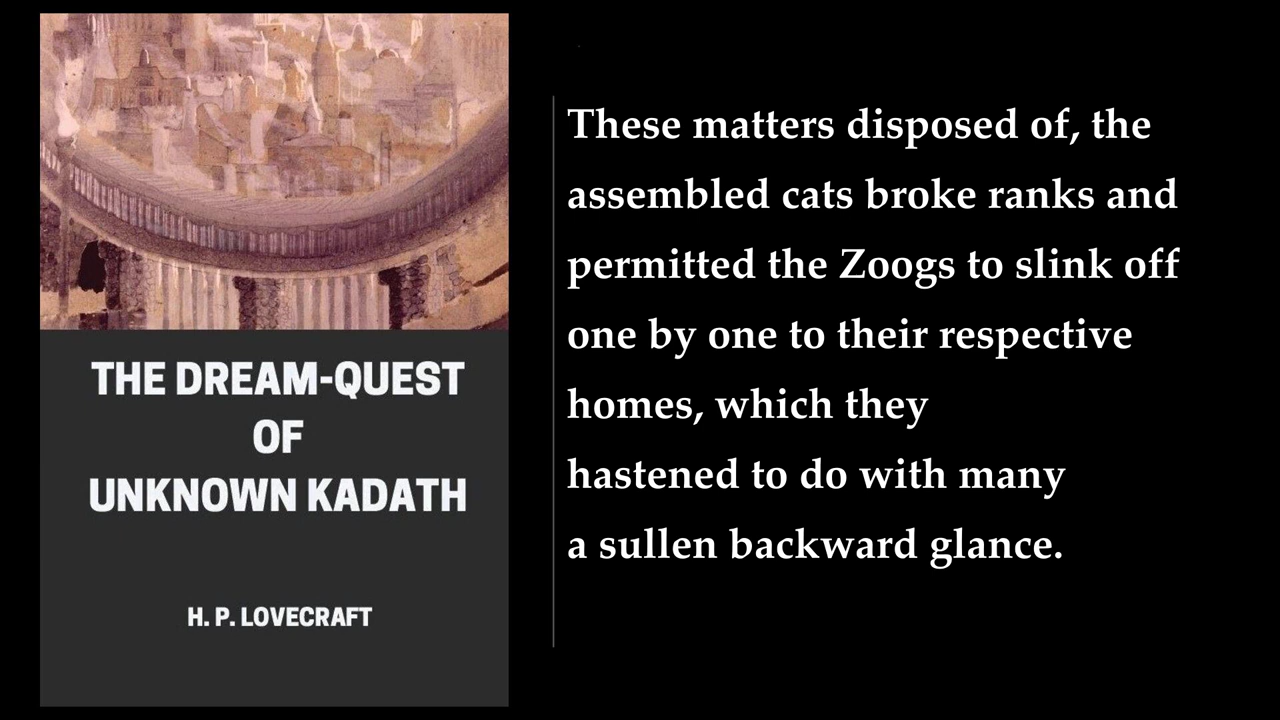 THE DREAM-QUEST
OF
UNKNOWN KADATH
H. P. LOVECRAFT
These matters disposed of, the
assembled cats broke ranks and
permitted the Zoogs to slink off
one by one to their respective
homes, which they
hastened to do with many
a sullen backward glance.